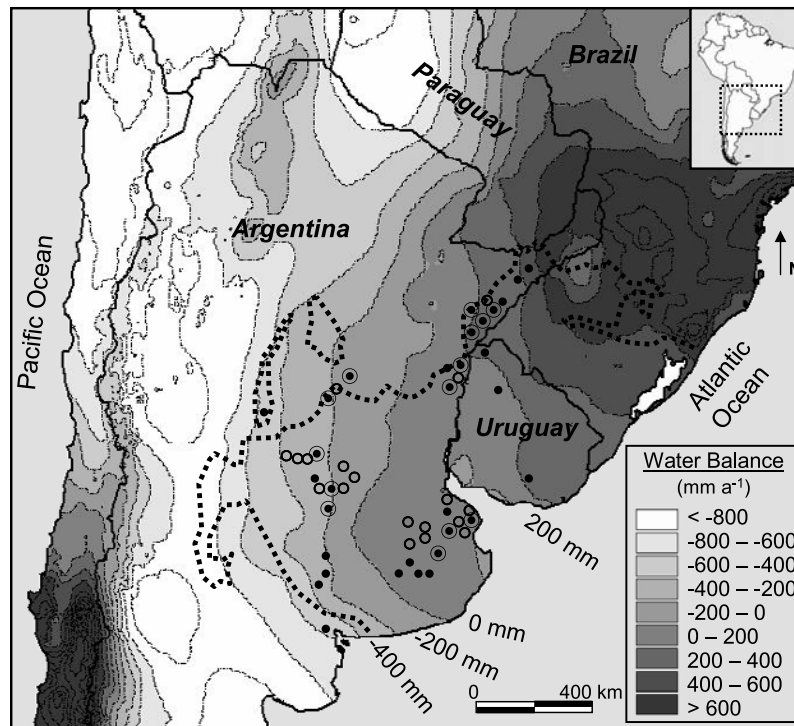 Brazil
Paraguay
Argentina
N
Pacific Ocean
Atlantic
Ocean
Uruguay
200 mm
0 mm
-200 mm
-400 mm
0 400 km
Water Balance
(mm a⁻¹)
< -800
-800 – -600
-600 – -400
-400 – -200
-200 – 0
0 – 200
200 – 400
400 – 600
> 600